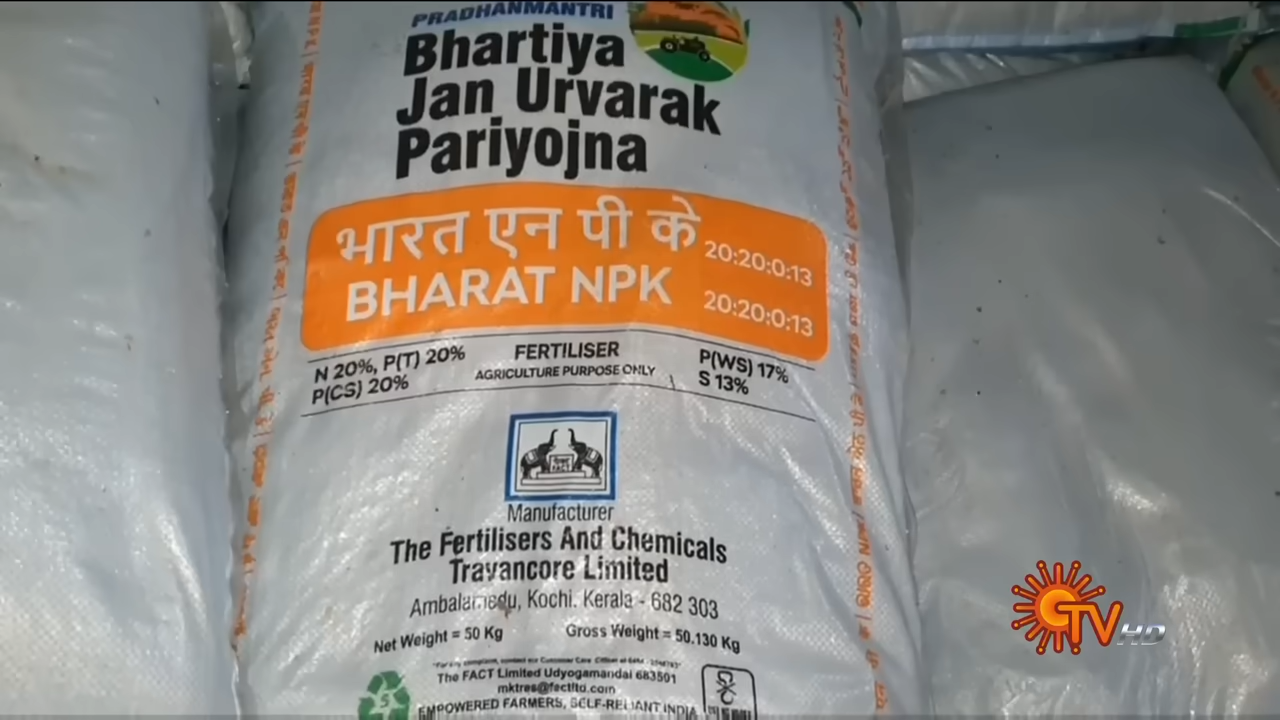 PRADHANMANTRI
Bhartiya
Jan Urvarak
Pariyojna
भारत एन पी के 20:20:0:13
BHARAT NPK 20:20:0:13
N 20%, P(T) 20% FERTILISER P(WS) 17%
P(CS) 20% AGRICULTURE PURPOSE ONLY S 13%
FACT
Manufacturer
The Fertilisers And Chemicals
Travancore Limited
Ambalamedu, Kochi. Kerala - 682 303
Net Weight = 50 Kg Gross Weight = 50.130 Kg
The FACT Limited Udyogamandal 683501
EMPOWERED FARMERS, SELF-RELIANT INDIA
5
TV HD